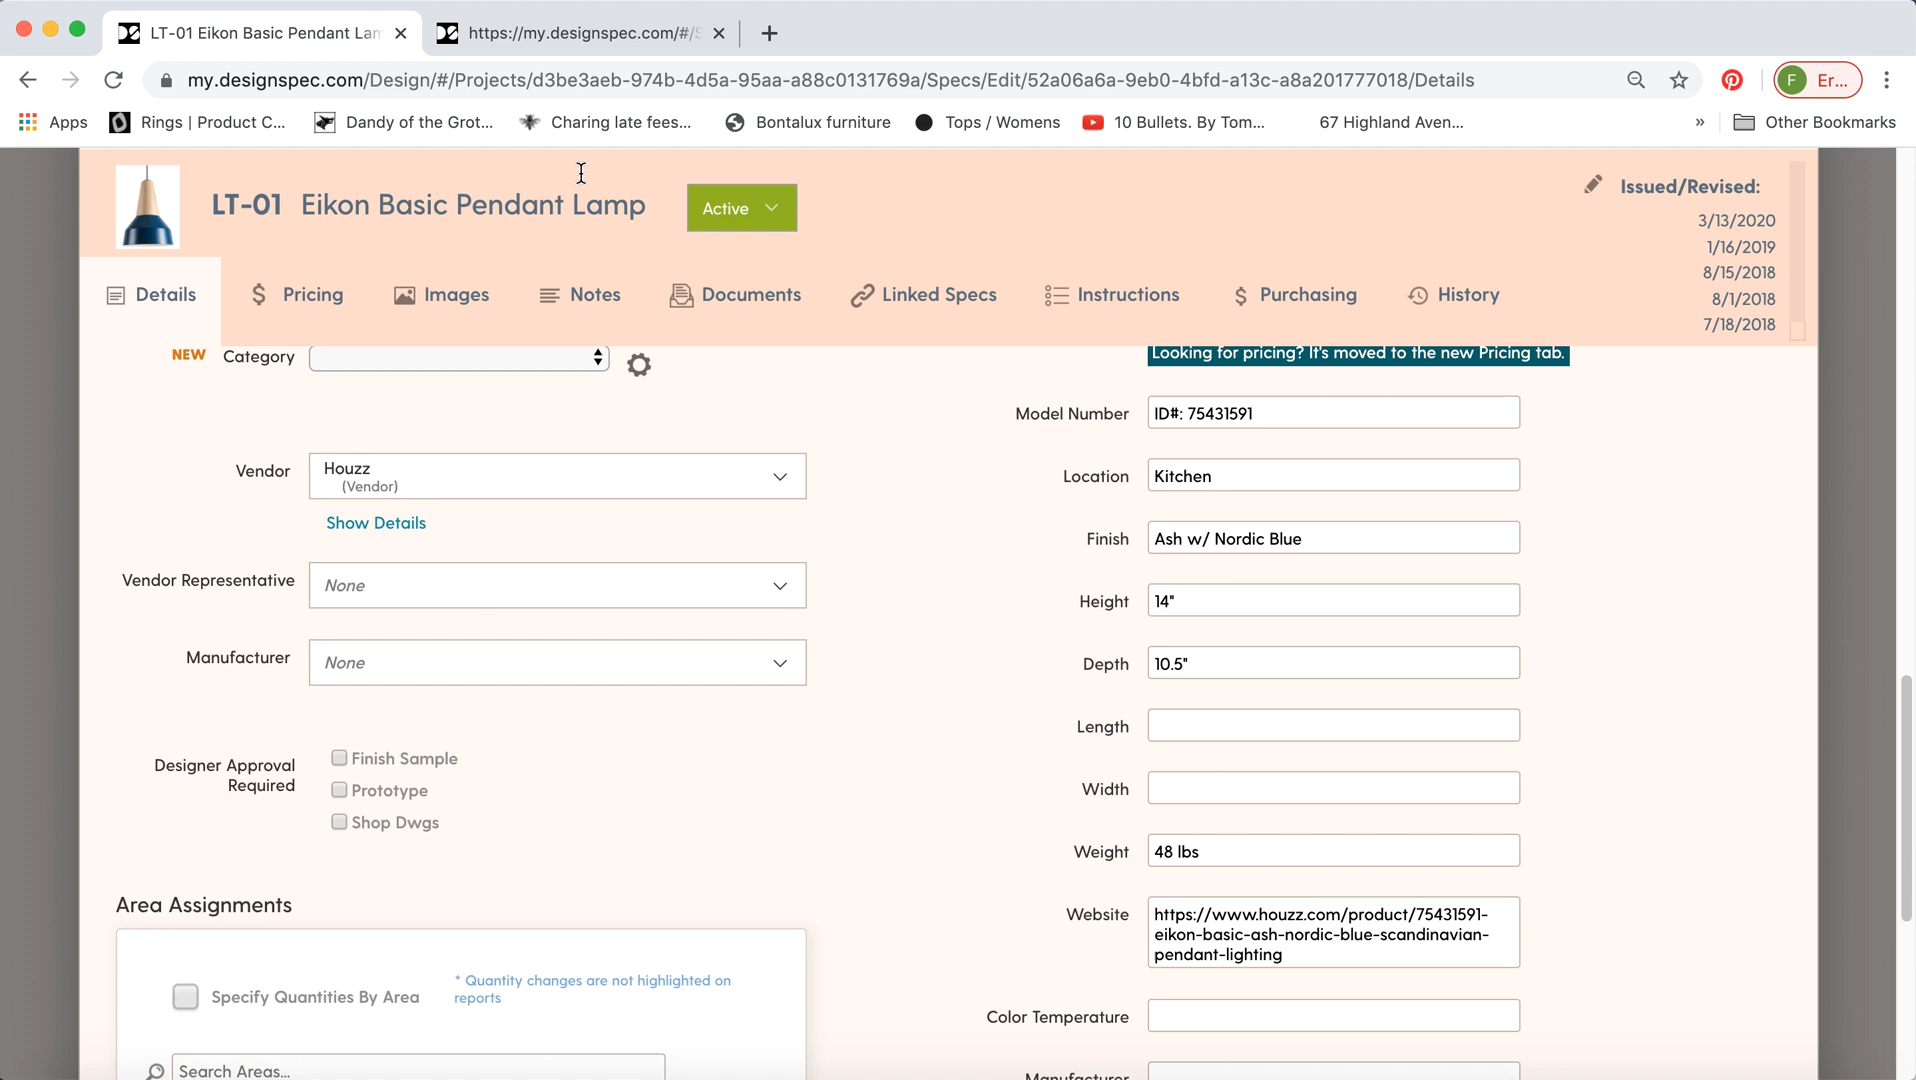 LT-01 Eikon Basic Pendant Lam
https://my.designspec.com/#/S
my.designspec.com/Design/#/Projects/d3be3aeb-974b-4d5a-95aa-a88c0131769a/Specs/Edit/52a06a6a-9eb0-4bfd-a13c-a8a201777018/Details
F Er...
Apps
Rings | Product C...
Dandy of the Grot...
Charing late fees...
Bontalux furniture
Tops / Womens
10 Bullets. By Tom...
67 Highland Aven...
»
Other Bookmarks
LT-01 Eikon Basic Pendant Lamp
Active
Issued/Revised:
3/13/2020
1/16/2019
8/15/2018
8/1/2018
7/18/2018
Details
$ Pricing
Images
Notes
Documents
Linked Specs
Instructions
$ Purchasing
History
NEW Category
Looking for pricing? It's moved to the new Pricing tab.
Vendor
Houzz
(Vendor)
Show Details
Vendor Representative
None
Manufacturer
None
Designer Approval
Required
Finish Sample
Prototype
Shop Dwgs
Area Assignments
Specify Quantities By Area
* Quantity changes are not highlighted on
reports
Search Areas...
Model Number ID#: 75431591
Location Kitchen
Finish Ash w/ Nordic Blue
Height 14"
Depth 10.5"
Length
Width
Weight 48 lbs
Website
https://www.houzz.com/product/75431591-
eikon-basic-ash-nordic-blue-scandinavian-
pendant-lighting
Color Temperature
Manufacturer